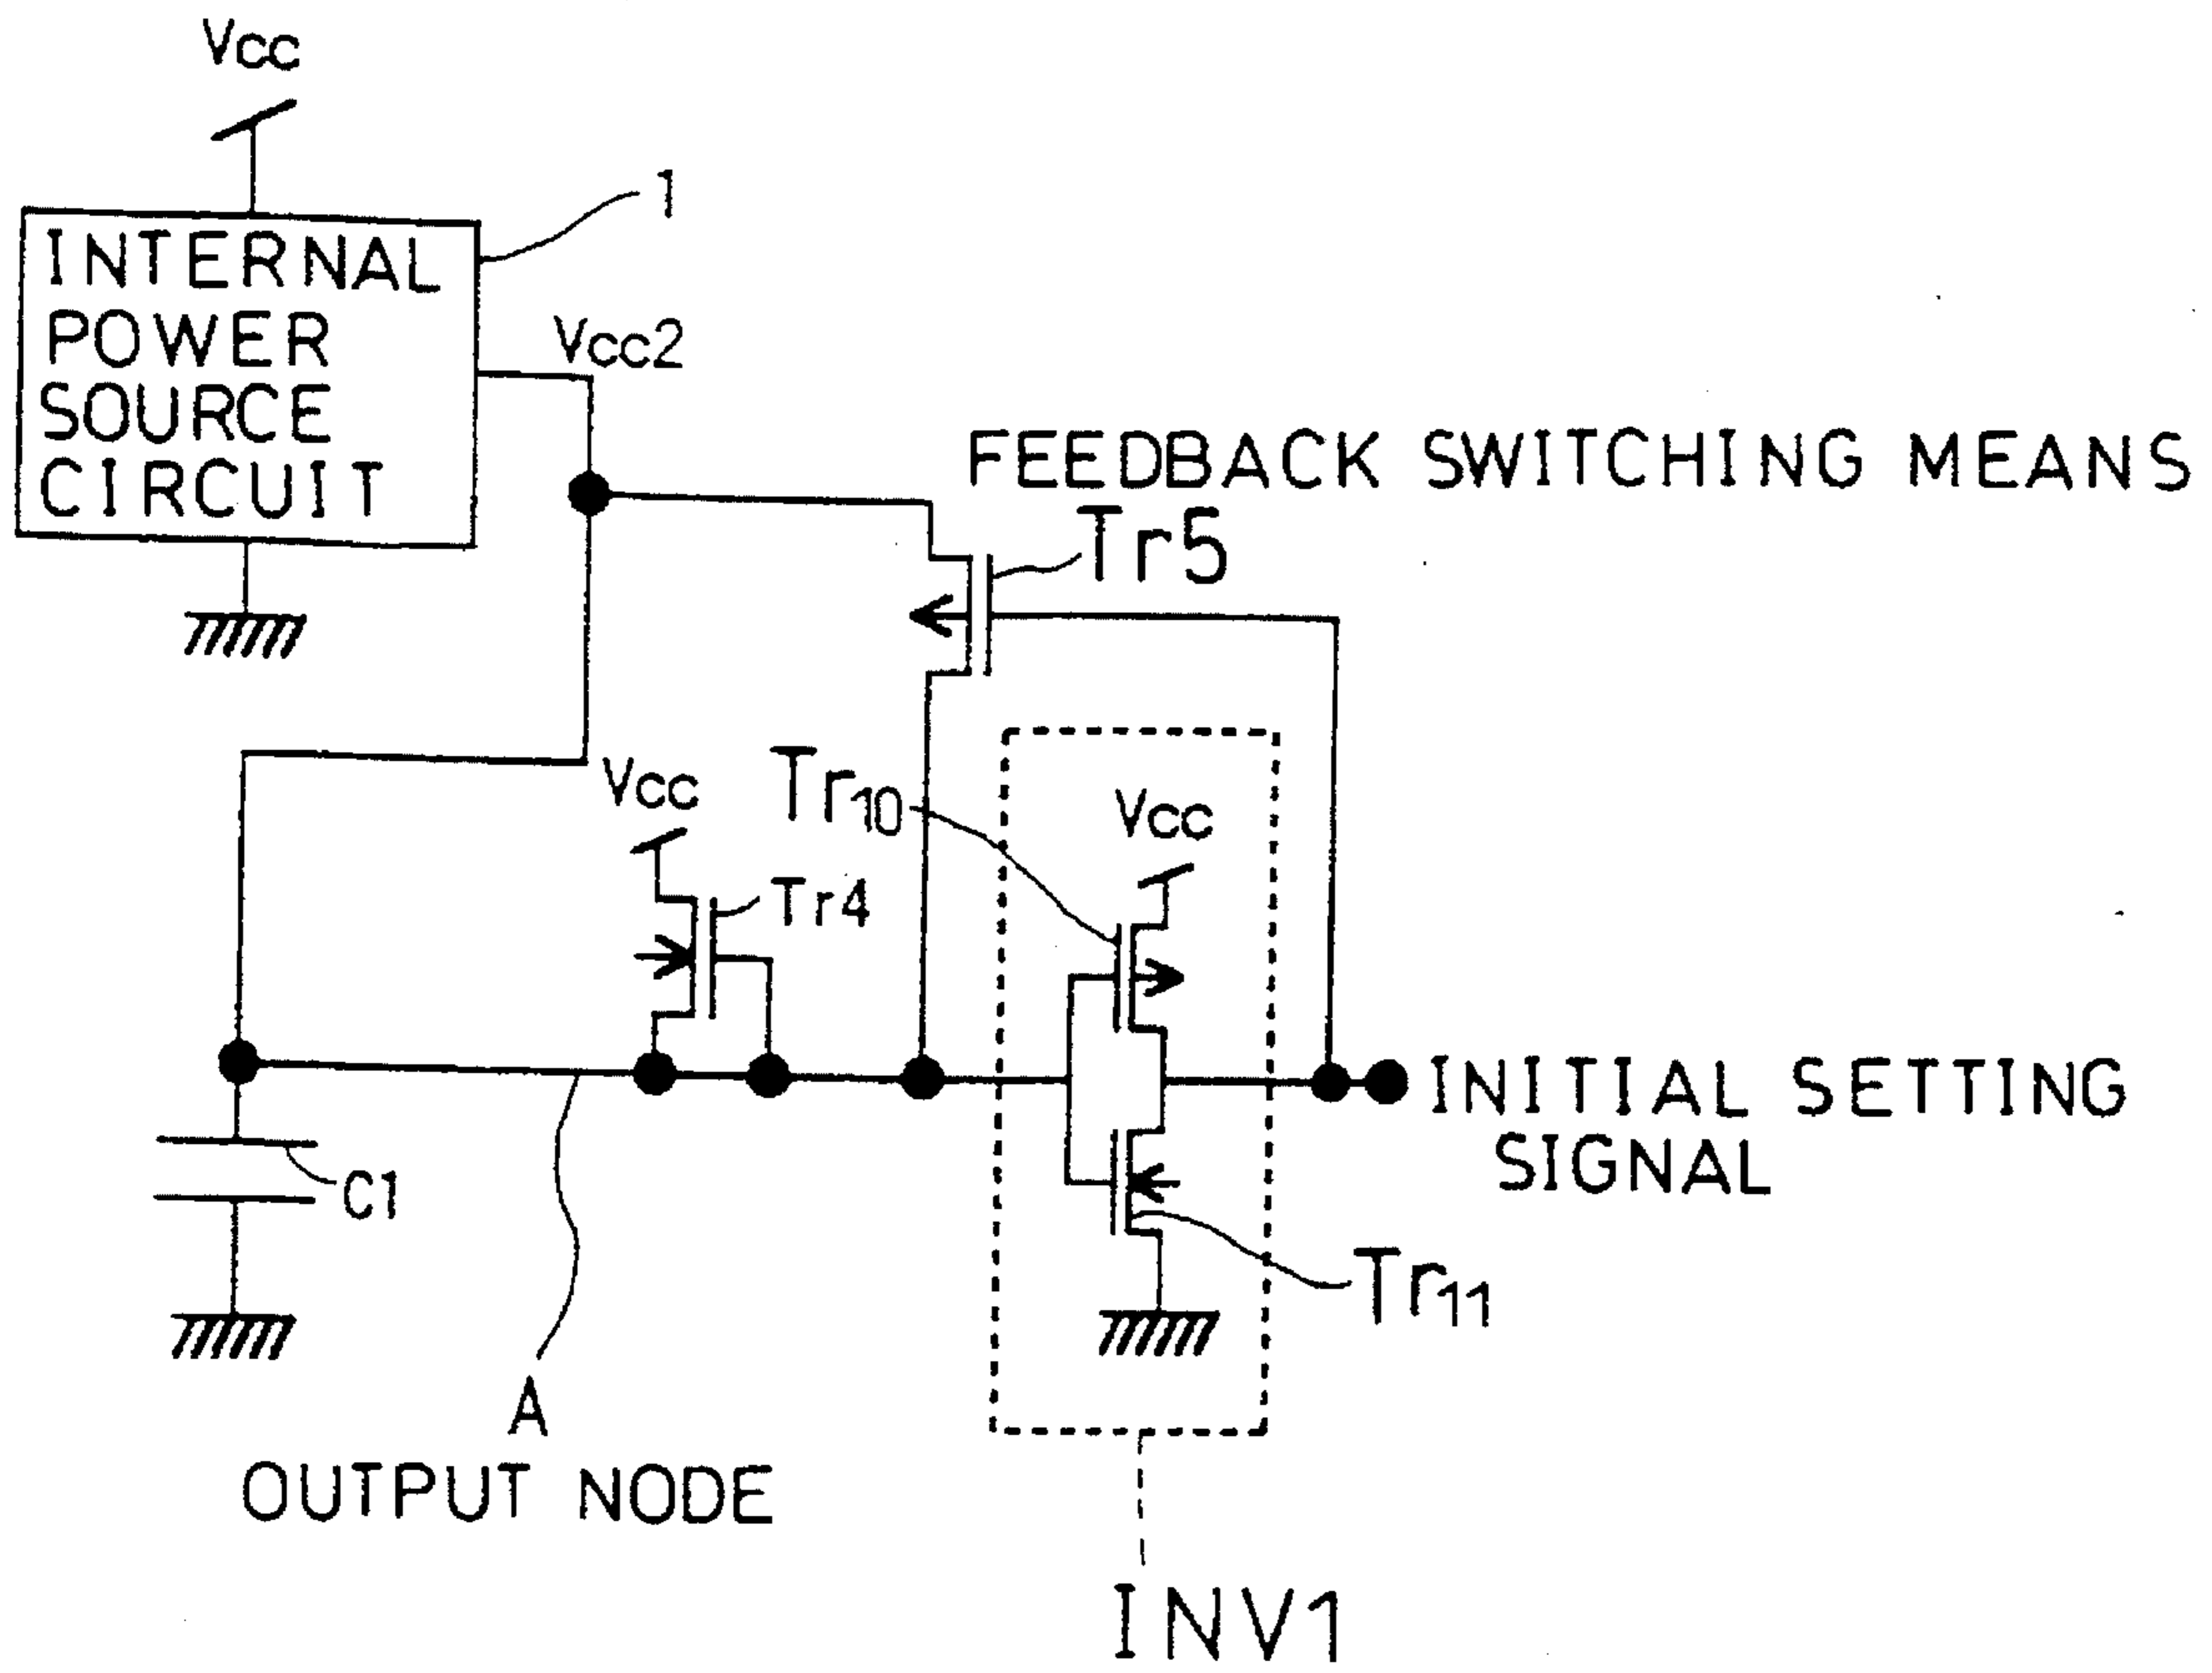 Vcc
1
INTERNAL
POWER
SOURCE
CIRCUIT
Vcc2
FEEDBACK SWITCHING MEANS
Tr5
Vcc
Tr10
Vcc
Tr4
INITIAL SETTING
SIGNAL
C1
Tr11
A
OUTPUT NODE
INV1